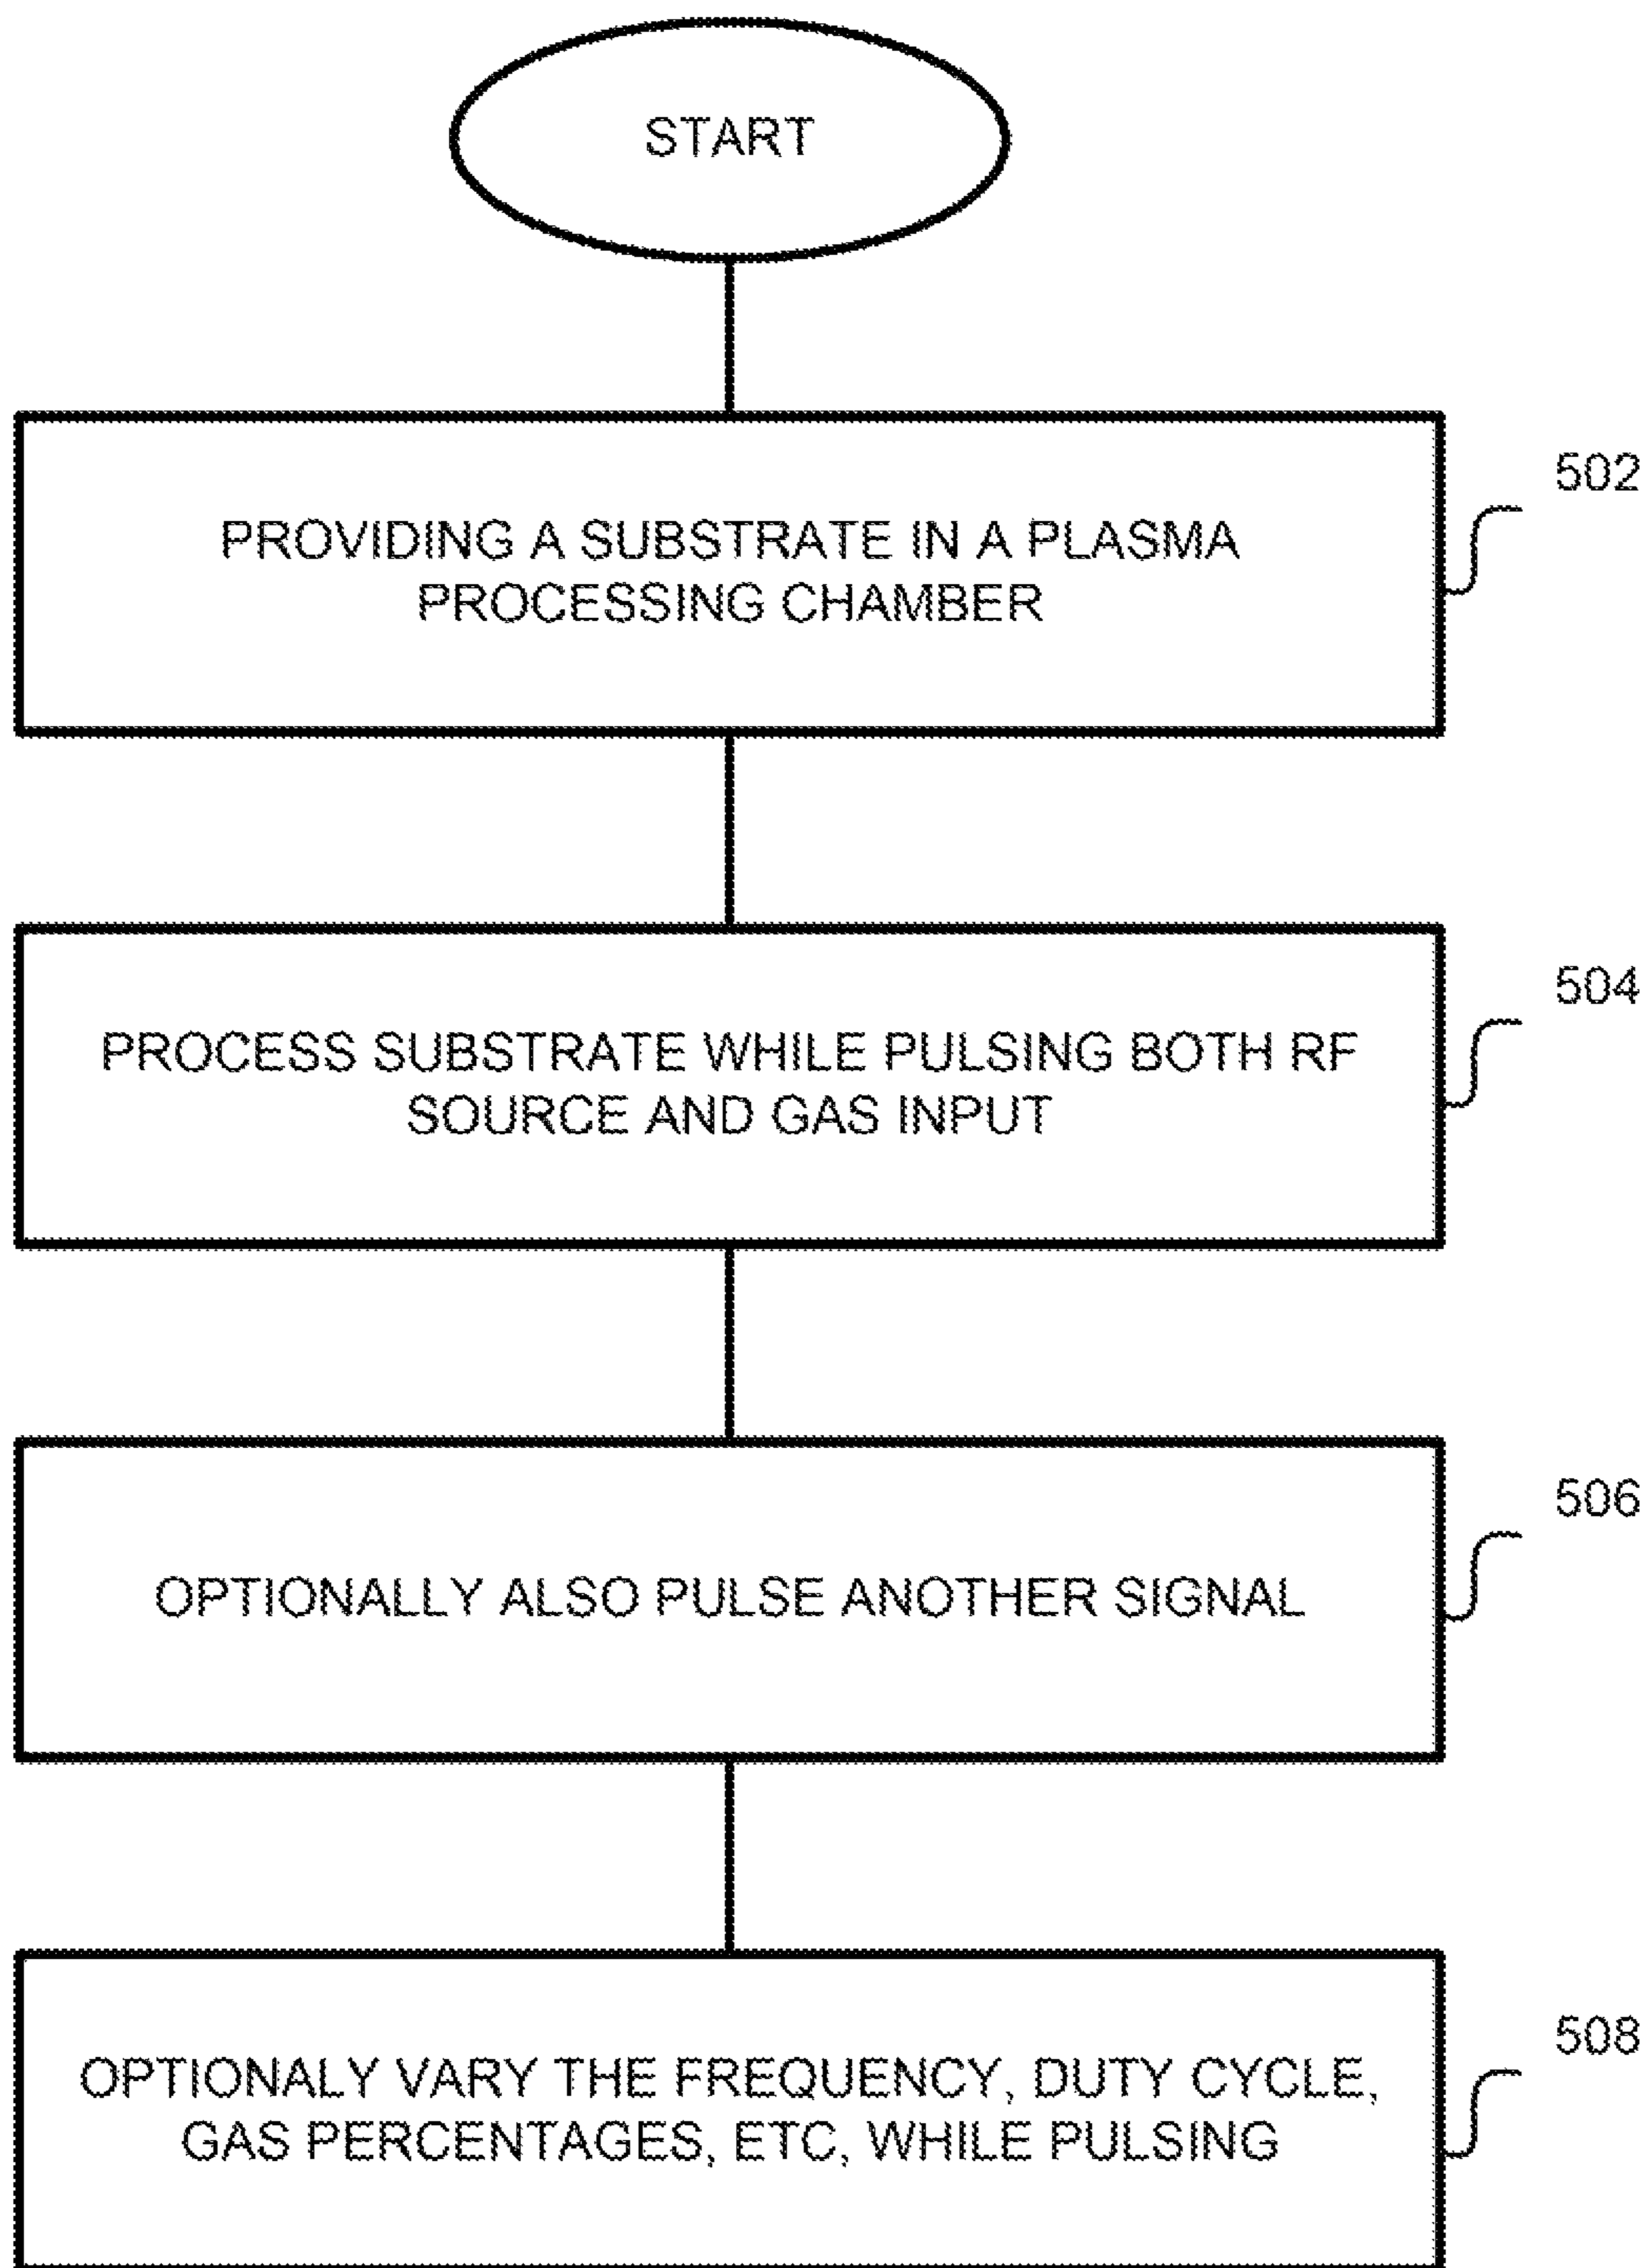 START
502
PROVIDING A SUBSTRATE IN A PLASMA
PROCESSING CHAMBER
504
PROCESS SUBSTRATE WHILE PULSING BOTH RF
SOURCE AND GAS INPUT
506
OPTIONALLY ALSO PULSE ANOTHER SIGNAL
508
OPTIONALY VARY THE FREQUENCY, DUTY CYCLE,
GAS PERCENTAGES, ETC, WHILE PULSING